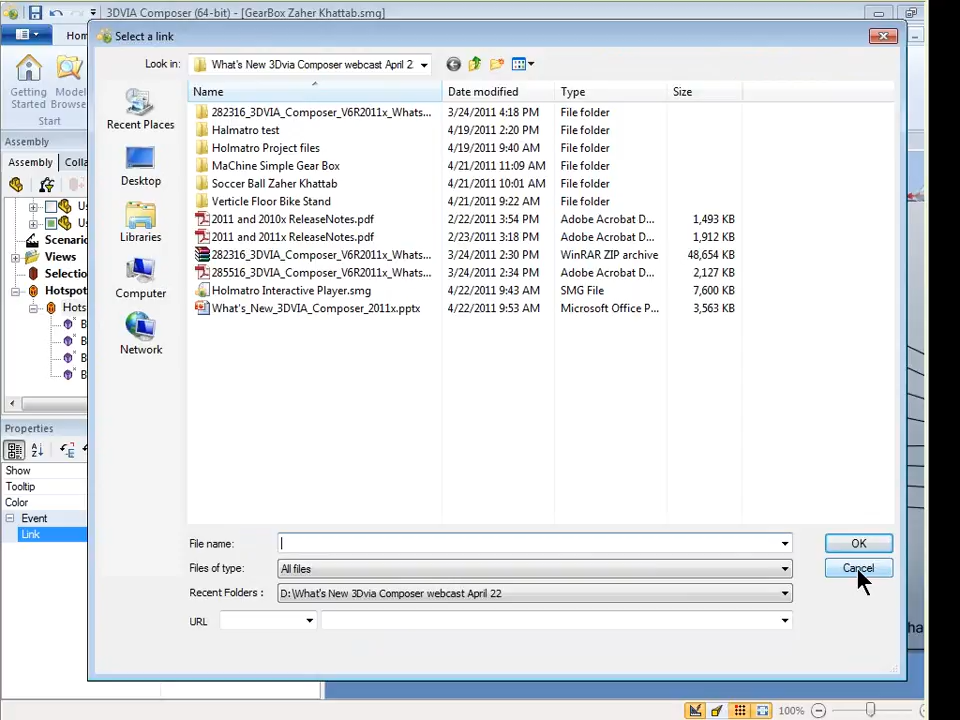 3DVIA Composer (64-bit) - [GearBox Zaher Khattab.smg]
Hom
Select a link
Look in:
What's New 3Dvia Composer webcast April 2
Getting Started
Model Browse
Start
Assembly
Assembly
Colla
Us
Us
Scenario
Views
Selectio
Hotspot
Hots
B
B
B
B
Recent Places
Desktop
Libraries
Computer
Network
Name Date modified Type Size
282316_3DVIA_Composer_V6R2011x_Whats... 3/24/2011 4:18 PM File folder
Halmatro test 4/19/2011 2:20 PM File folder
Holmatro Project files 4/19/2011 9:40 AM File folder
MaChine Simple Gear Box 4/21/2011 11:09 AM File folder
Soccer Ball Zaher Khattab 4/21/2011 10:01 AM File folder
Verticle Floor Bike Stand 4/21/2011 9:22 AM File folder
2011 and 2010x ReleaseNotes.pdf 2/22/2011 3:54 PM Adobe Acrobat D... 1,493 KB
2011 and 2011x ReleaseNotes.pdf 2/23/2011 3:18 PM Adobe Acrobat D... 1,912 KB
282316_3DVIA_Composer_V6R2011x_Whats... 3/24/2011 2:30 PM WinRAR ZIP archive 48,654 KB
285516_3DVIA_Composer_V6R2011x_Whats... 3/24/2011 2:34 PM Adobe Acrobat D... 2,127 KB
Holmatro Interactive Player.smg 4/22/2011 9:43 AM SMG File 7,600 KB
What's_New_3DVIA_Composer_2011x.pptx 4/22/2011 9:53 AM Microsoft Office P... 3,563 KB
Properties
Show
Tooltip
Color
Event
Link
File name:
OK
Files of type: All files
Cancel
Recent Folders : D:\What's New 3Dvia Composer webcast April 22
URL
ha
100%